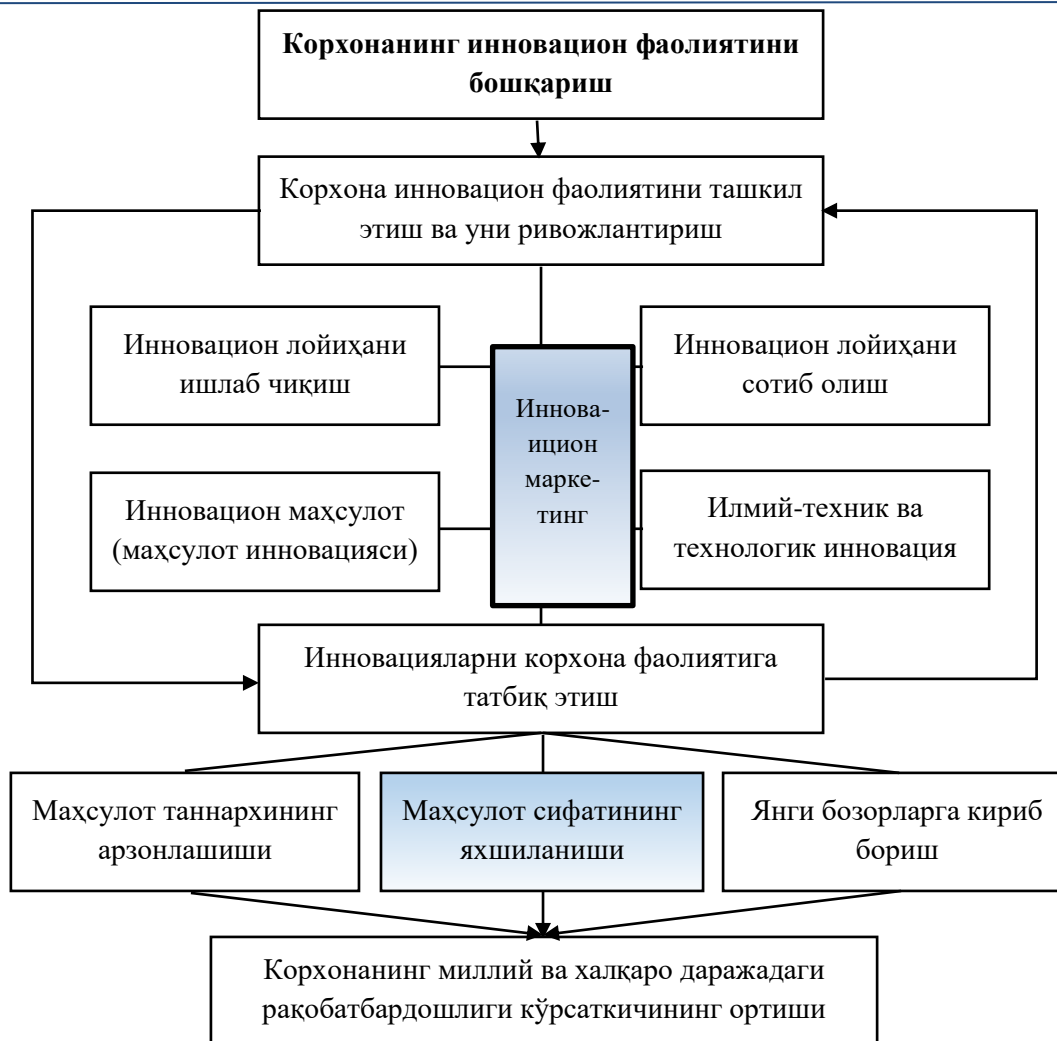 Корхонанинг инновацион фаолиятини
бошқариш
Корхона инновацион фаолиятини ташкил
этиш ва уни ривожлантириш
Инновацион лойиҳани
ишлаб чиқиш
Инновацион лойиҳани
сотиб олиш
Иннова-
ицион
марке-
тинг
Инновацион маҳсулот
(маҳсулот инновацияси)
Илмий-техник ва
технологик инновация
Инновацияларни корхона фаолиятига
татбиқ этиш
Маҳсулот таннархининг
арзонлашиши
Маҳсулот сифатининг
яхшиланиши
Янги бозорларга кириб
бориш
Корхонанинг миллий ва халқаро даражадаги
рақобатбардошлиги кўрсаткичининг ортиши